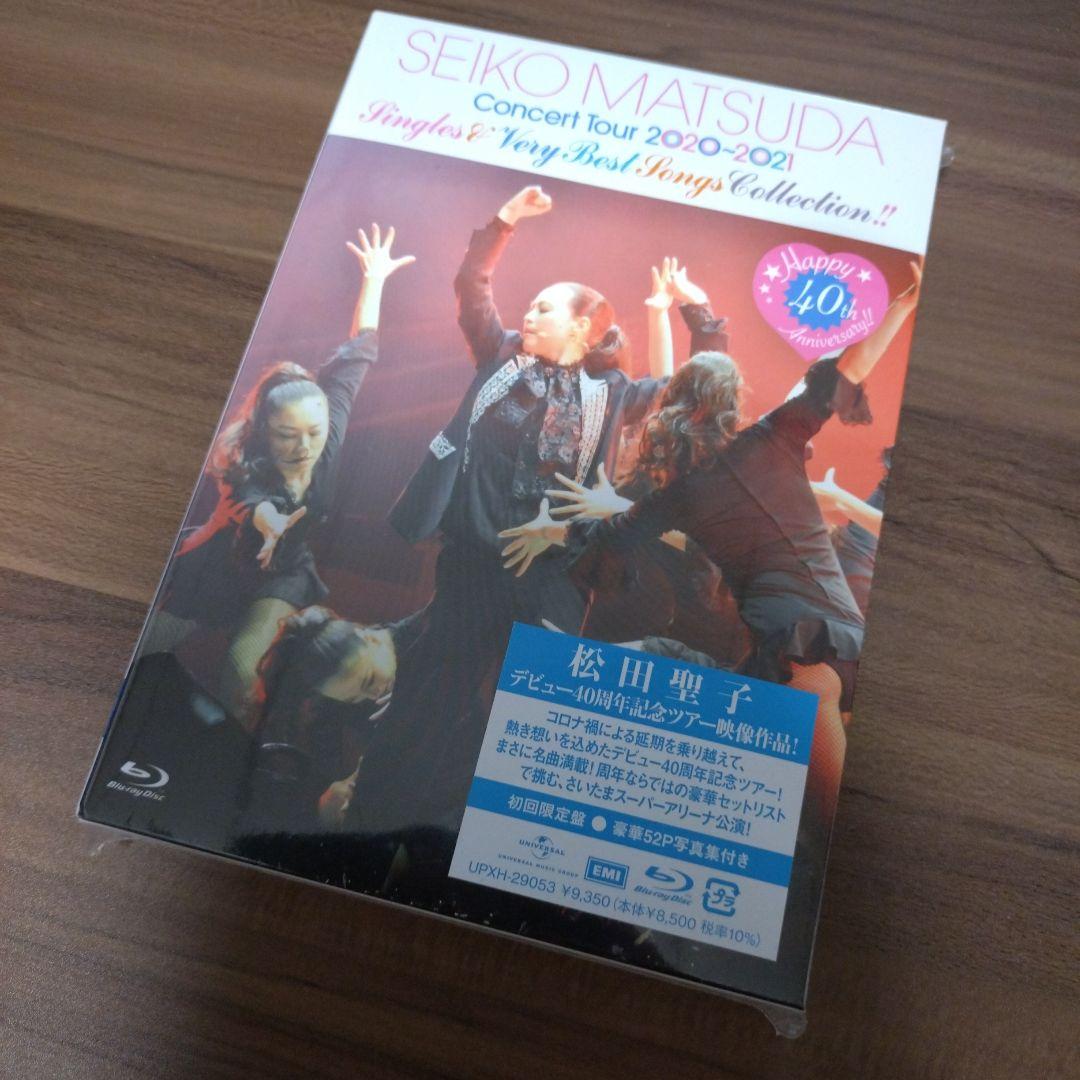 SEIKO MATSUDA
Concert Tour 2020~2021
Singles & Very Best Songs Collection!!
Happy
40th
Anniversary!!
松田聖子
デビュー40周年記念ツアー映像作品!
コロナ禍による延期を乗り越えて、
熱き想いを込めたデビュー40周年記念ツアー!
まさに名曲満載!周年ならではの豪華セットリスト
で挑む、さいたまスーパーアリーナ公演!
初回限定盤 ● 豪華52P写真集付き
UNIVERSAL
UNIVERSAL MUSIC GROUP
EMI
Blu-ray Disc
プラ
UPXH-29053 ¥9,350(本体¥8,500 税率10%)
Blu-ray Disc